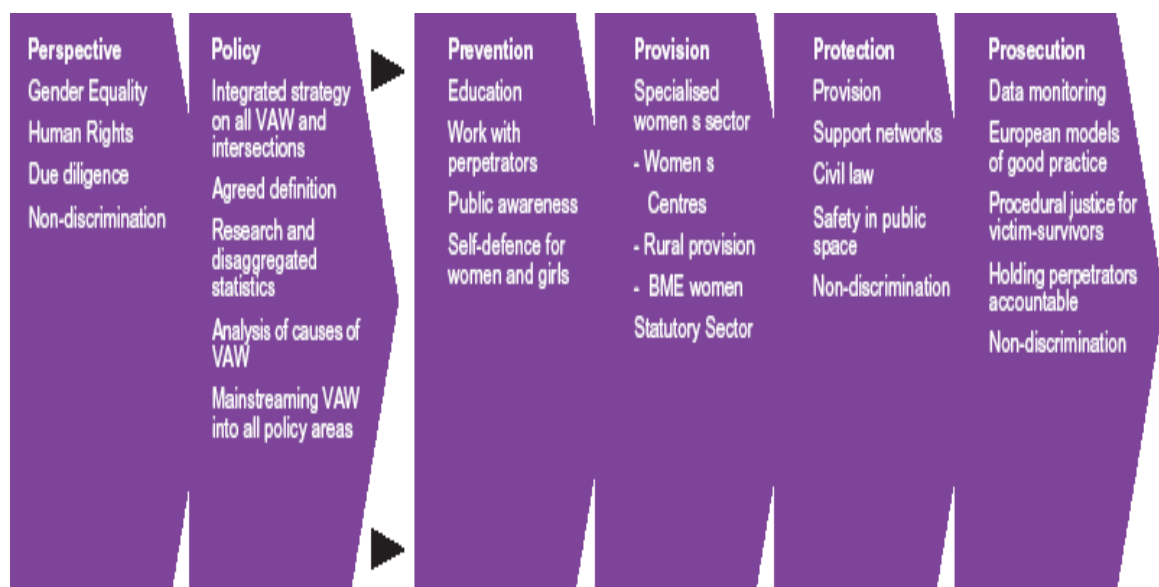 Perspective
Gender Equality
Human Rights
Due diligence
Non-discrimination
Policy
Integrated strategy
on all VAW and
intersections
Agreed definition
Research and
disaggregated
statistics
Analysis of causes of
VAW
Mainstreaming VAW
into all policy areas
Prevention
Education
Work with
perpetrators
Public awareness
Self-defence for
women and girls
Provision
Specialised
women s sector
- Women s
Centres
- Rural provision
- BME women
Statutory Sector
Protection
Provision
Support networks
Civil law
Safety in public
space
Non-discrimination
Prosecution
Data monitoring
European models
of good practice
Procedural justice for
victim-survivors
Holding perpetrators
accountable
Non-discrimination